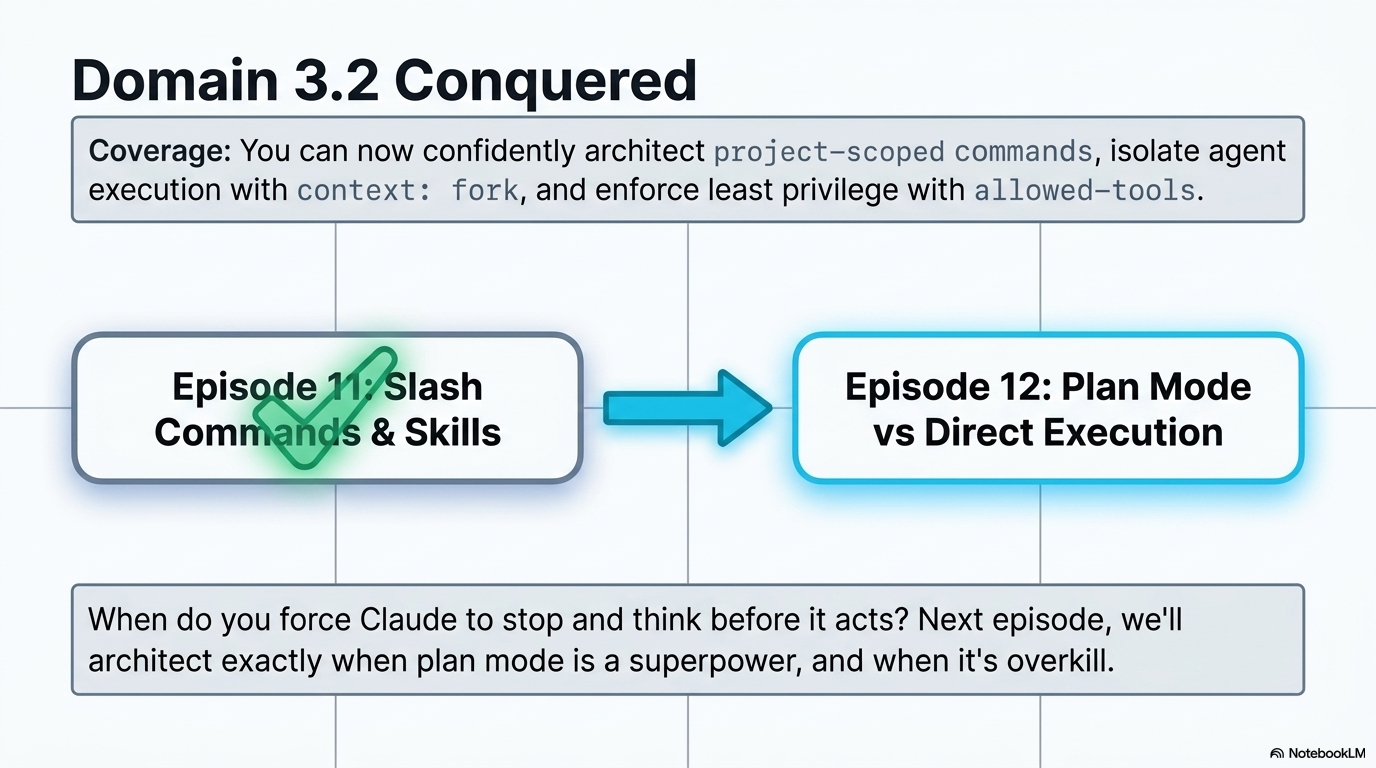 Domain 3.2 Conquered
Coverage: You can now confidently architect project-scoped commands, isolate agent
execution with context: fork, and enforce least privilege with allowed-tools.
Episode 11: Slash
Commands & Skills
Episode 12: Plan Mode
vs Direct Execution
When do you force Claude to stop and think before it acts? Next episode, we'll
architect exactly when plan mode is a superpower, and when it's overkill.
NotebookLM